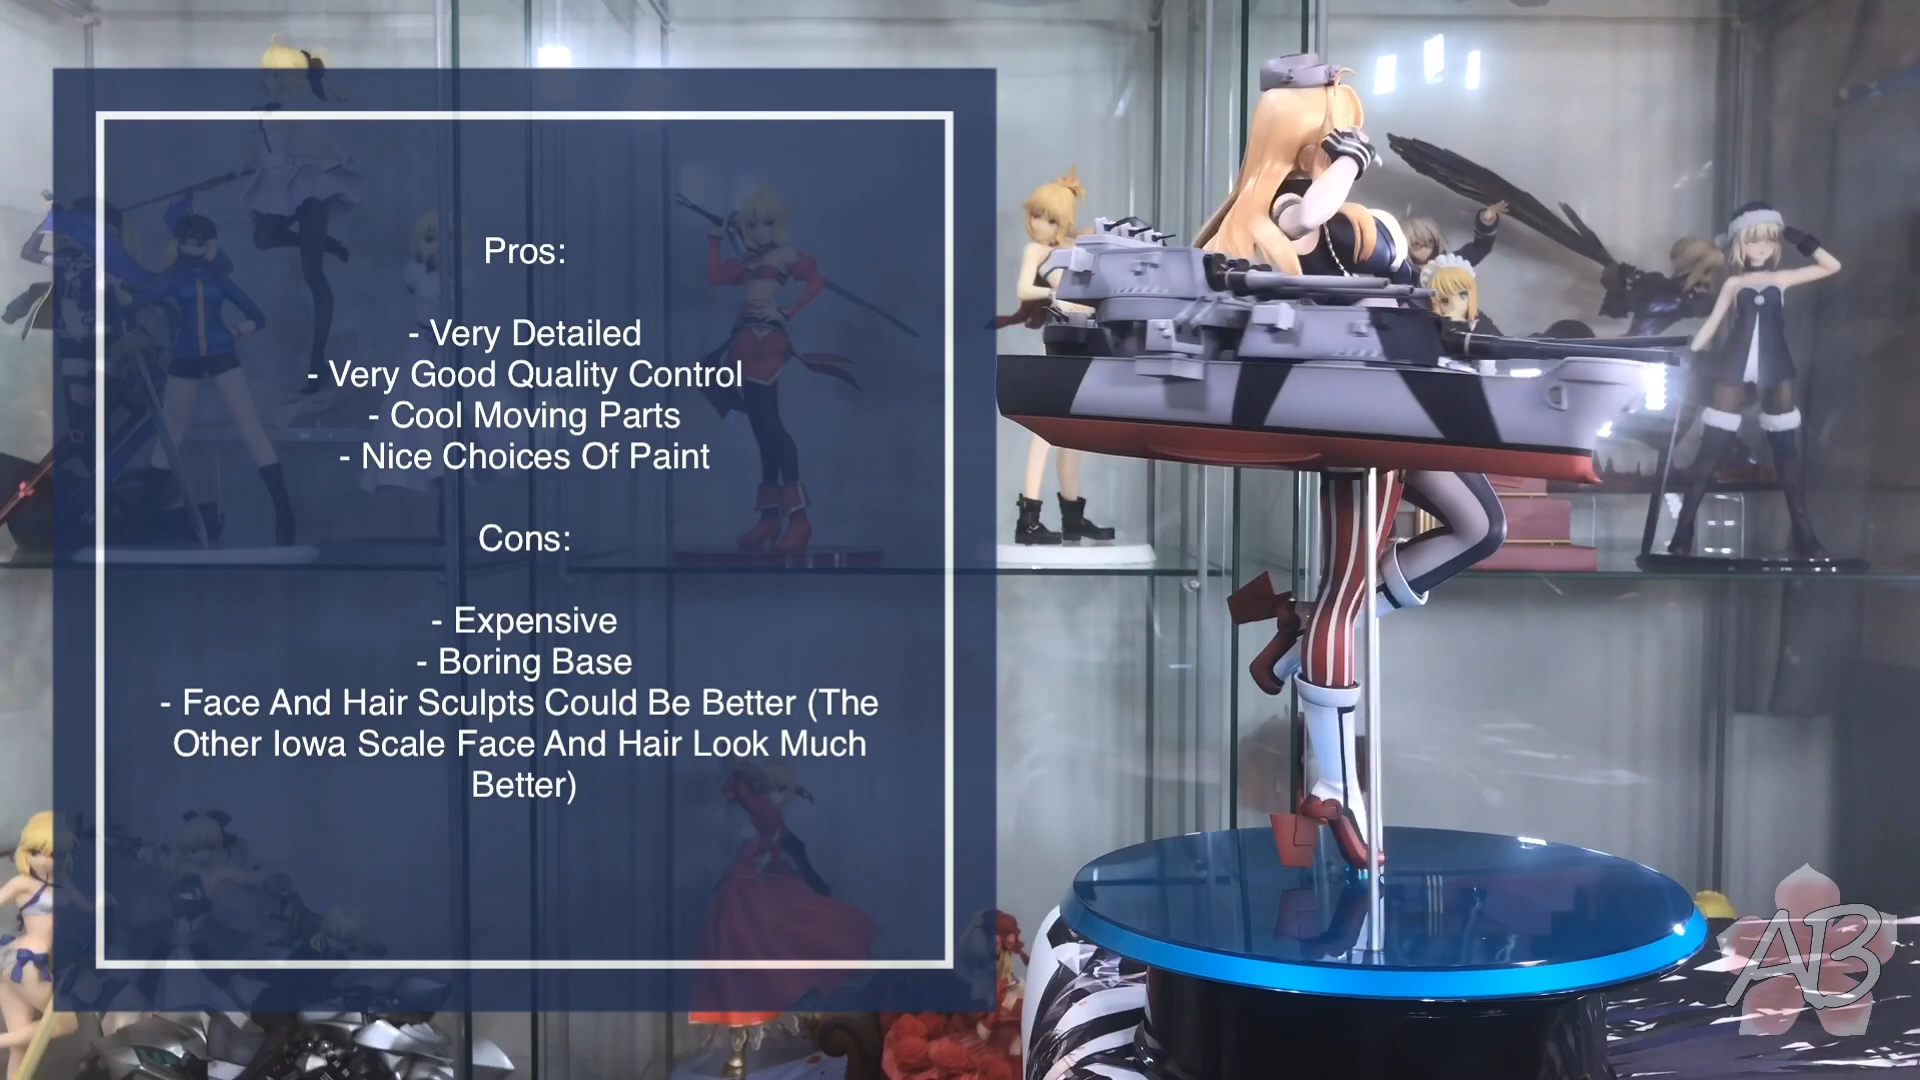 Pros:
- Very Detailed
- Very Good Quality Control
- Cool Moving Parts
- Nice Choices Of Paint
Cons:
- Expensive
- Boring Base
- Face And Hair Sculpts Could Be Better (The
Other Iowa Scale Face And Hair Look Much
Better)
AB